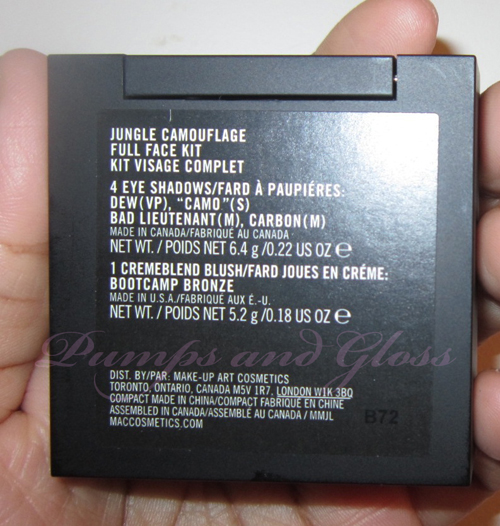 JUNGLE CAMOUFLAGE
FULL FACE KIT
KIT VISAGE COMPLET
4 EYE SHADOWS/FARD À PAUPIÉRES:
DEW(VP), "CAMO"(S)
BAD LIEUTENANT(M), CARBON(M)
MADE IN CANADA/FABRIQUÉ AU CANADA
NET WT. / POIDS NET 6.4 g /0.22 US OZ e
1 CREMEBLEND BLUSH/FARD JOUES EN CRÉME:
BOOTCAMP BRONZE
MADE IN U.S.A./FABRIQUE AUX É.-U.
NET WT. / POIDS NET 5.2 g /0.18 US OZ e
Pumps and Gloss
DIST. BY/PAR: MAKE-UP ART COSMETICS
TORONTO, ONTARIO, CANADA M5V 1R7, LONDON W1K 3BQ
COMPACT MADE IN CHINA/COMPACT FABRIQUÉ EN CHINE
ASSEMBLED IN CANADA/ASSEMBLÉ AU CANADA / MMJL
MACCOSMETICS.COM
B72